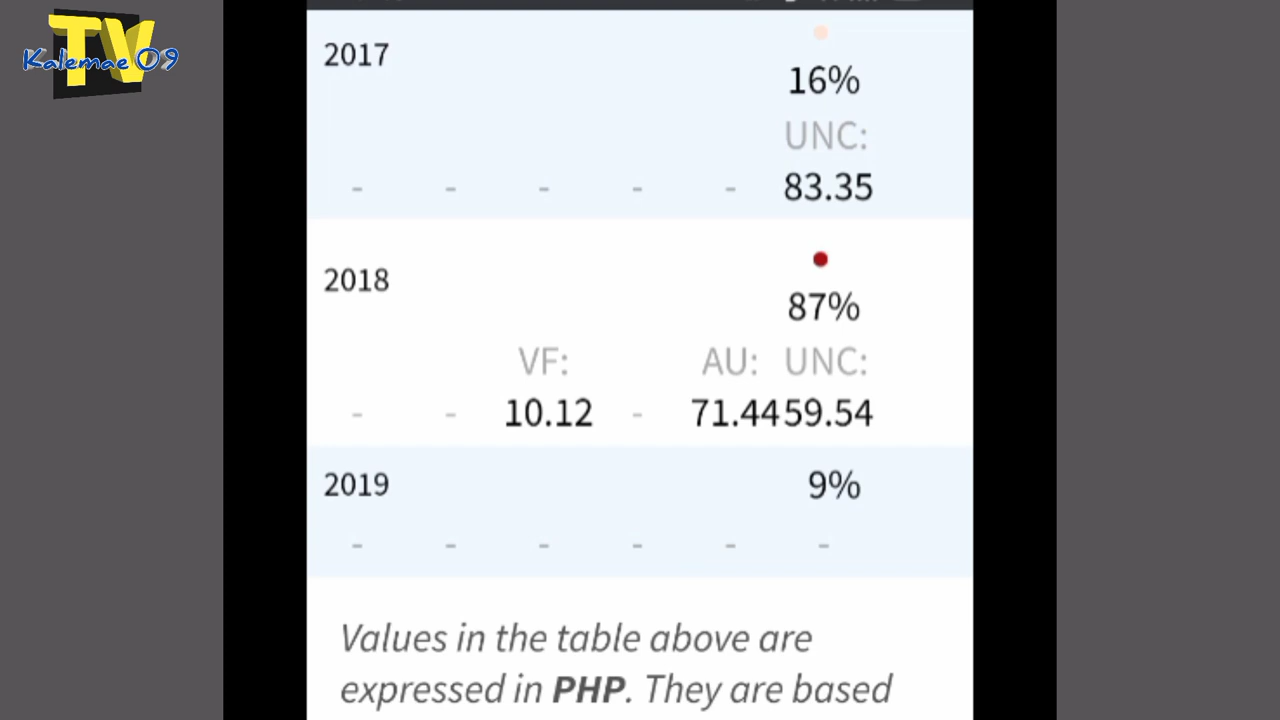 TV
Kalemae 09
2017
16%
UNC:
- - - - - 83.35
2018
87%
VF: AU: UNC:
- - 10.12 - 71.44 59.54
2019 9%
- - - - - -
Values in the table above are
expressed in PHP. They are based